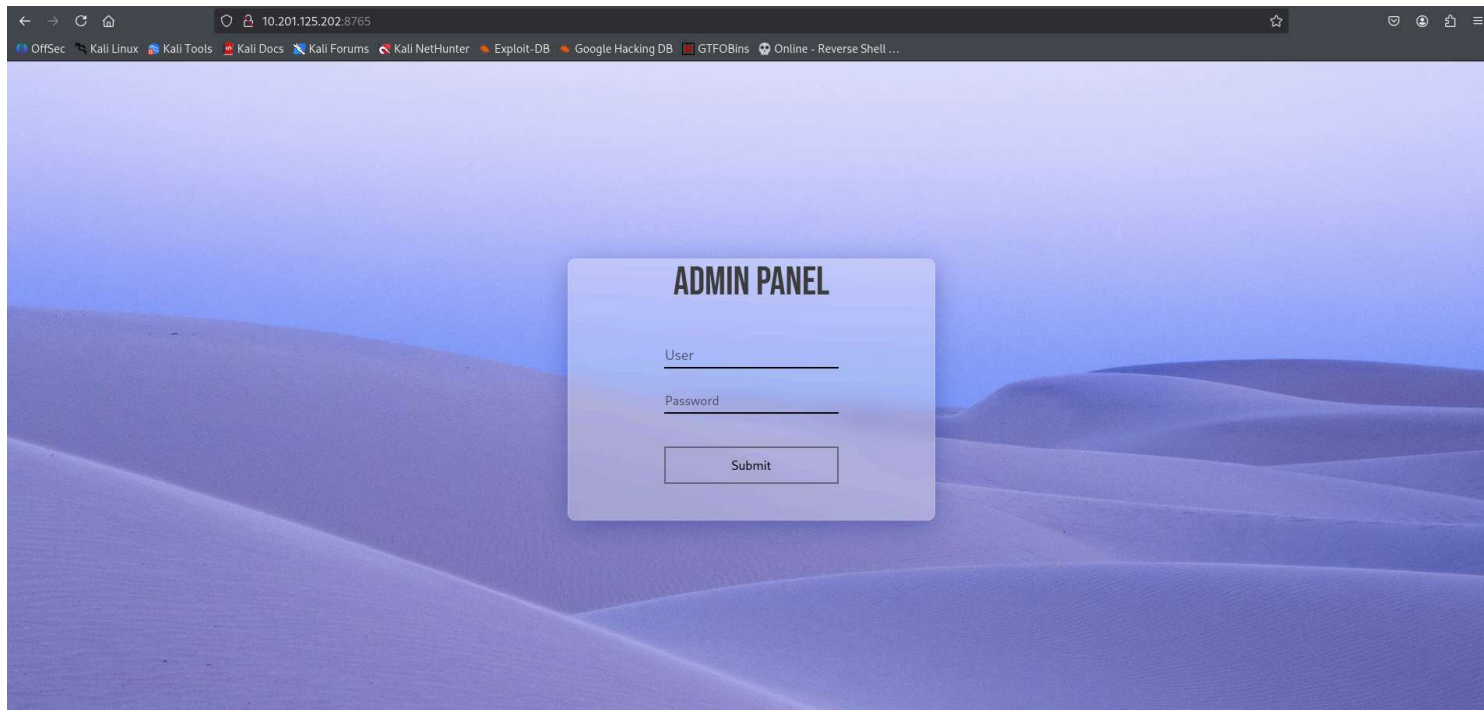 10.201.125.202:8765
OffSec Kali Linux Kali Tools Kali Docs Kali Forums Kali NetHunter Exploit-DB Google Hacking DB GTFOBins Online - Reverse Shell ...
ADMIN PANEL
User
Password
Submit